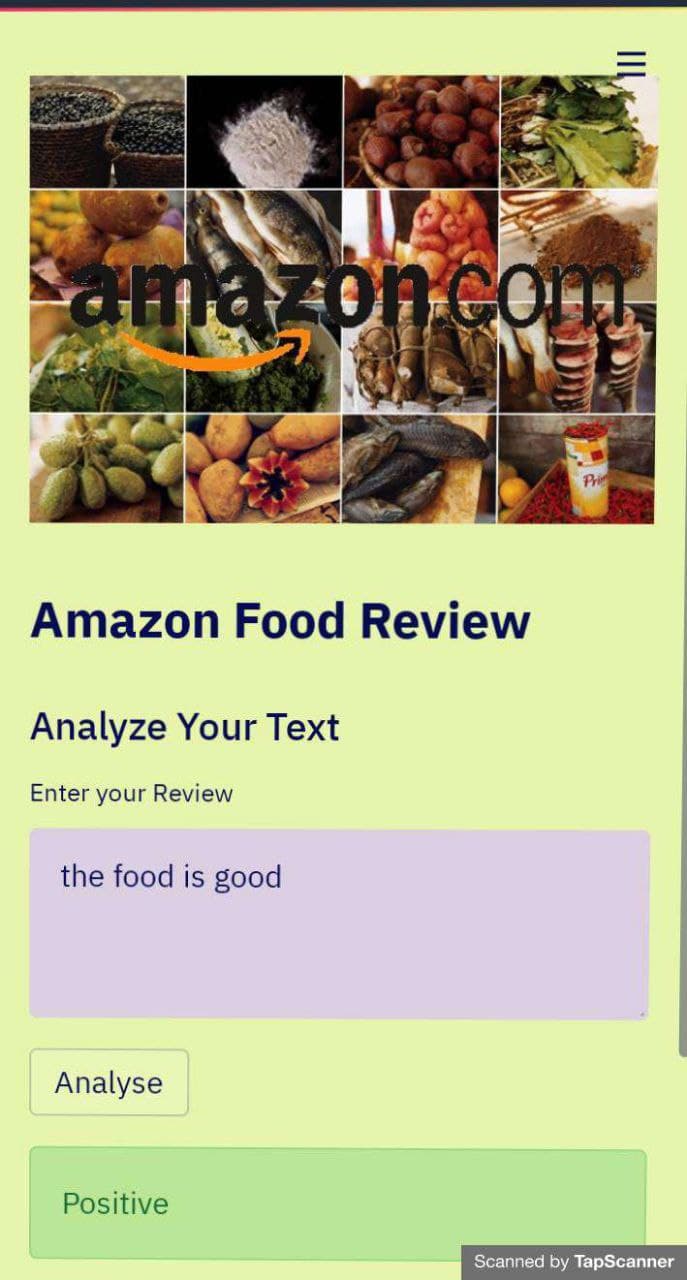 amazon.com
Prim
Amazon Food Review
Analyze Your Text
Enter your Review
the food is good
Analyse
Positive
Scanned by TapScanner